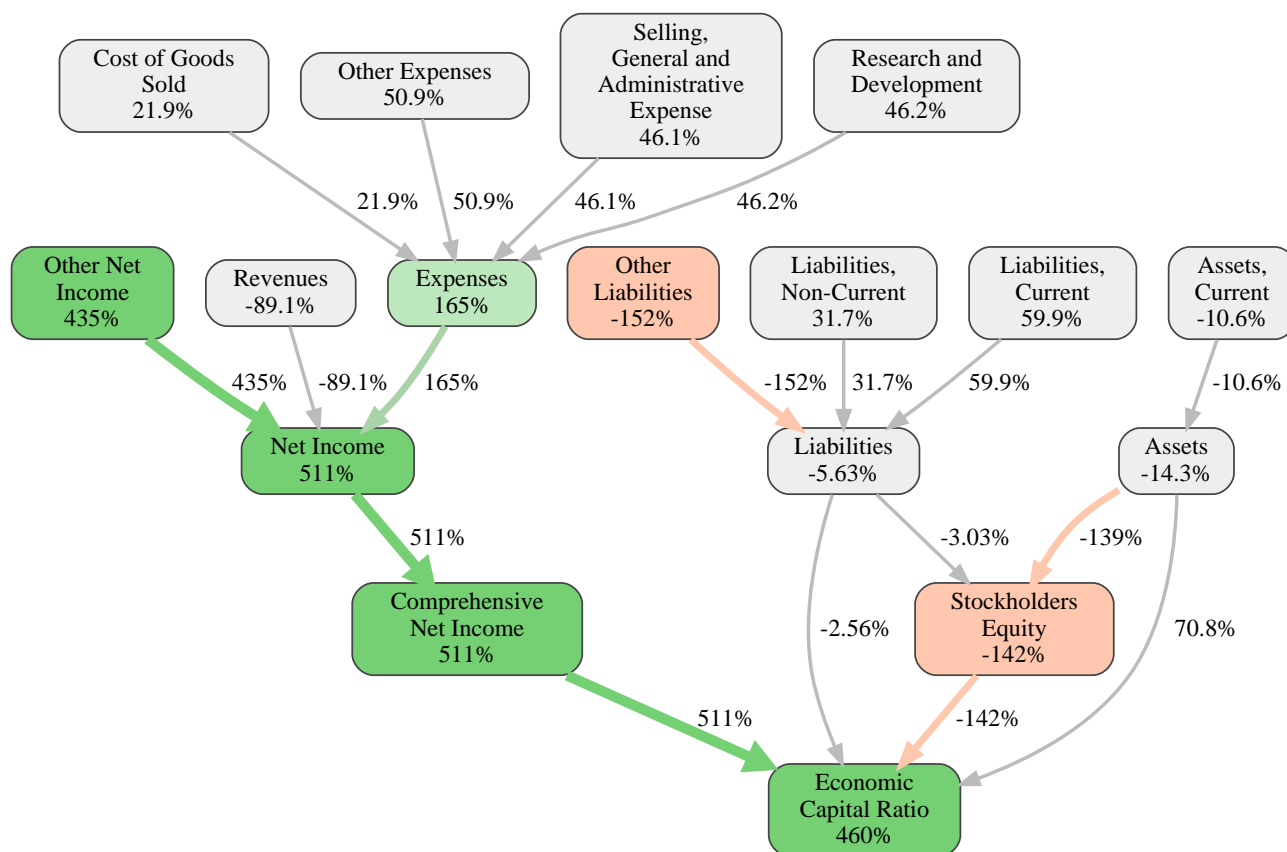 Cost of Goods
Sold
21.9%
Other Expenses
50.9%
Selling,
General and
Administrative
Expense
46.1%
Research and
Development
46.2%
21.9%
50.9%
46.1%
46.2%
Other Net
Income
435%
Revenues
-89.1%
Expenses
165%
Other
Liabilities
-152%
Liabilities,
Non-Current
31.7%
Liabilities,
Current
59.9%
Assets,
Current
-10.6%
435%
-89.1%
165%
-152%
31.7%
59.9%
-10.6%
Net Income
511%
Liabilities
-5.63%
Assets
-14.3%
511%
-3.03%
-139%
Comprehensive
Net Income
511%
-2.56%
Stockholders
Equity
-142%
70.8%
511%
-142%
Economic
Capital Ratio
460%